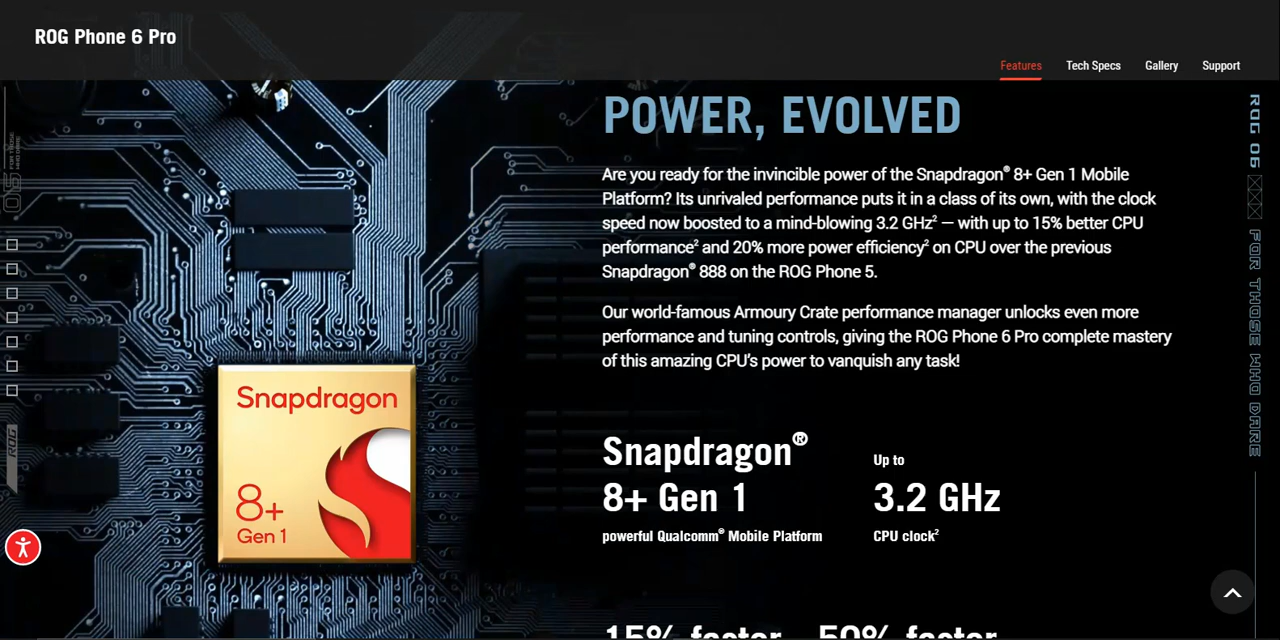 ROG Phone 6 Pro
Features
Tech Specs
Gallery
Support
POWER, EVOLVED
Are you ready for the invincible power of the Snapdragon® 8+ Gen 1 Mobile
Platform? Its unrivaled performance puts it in a class of its own, with the clock
speed now boosted to a mind-blowing 3.2 GHz² — with up to 15% better CPU
performance² and 20% more power efficiency² on CPU over the previous
Snapdragon® 888 on the ROG Phone 5.
Our world-famous Armoury Crate performance manager unlocks even more
performance and tuning controls, giving the ROG Phone 6 Pro complete mastery
of this amazing CPU's power to vanquish any task!
Snapdragon®
8+ Gen 1
powerful Qualcomm® Mobile Platform
Up to
3.2 GHz
CPU clock²
Snapdragon
8+
Gen 1
ROG 06
FOR THOSE WHO DARE
06
FOR THOSE
WHO DARE
ROG